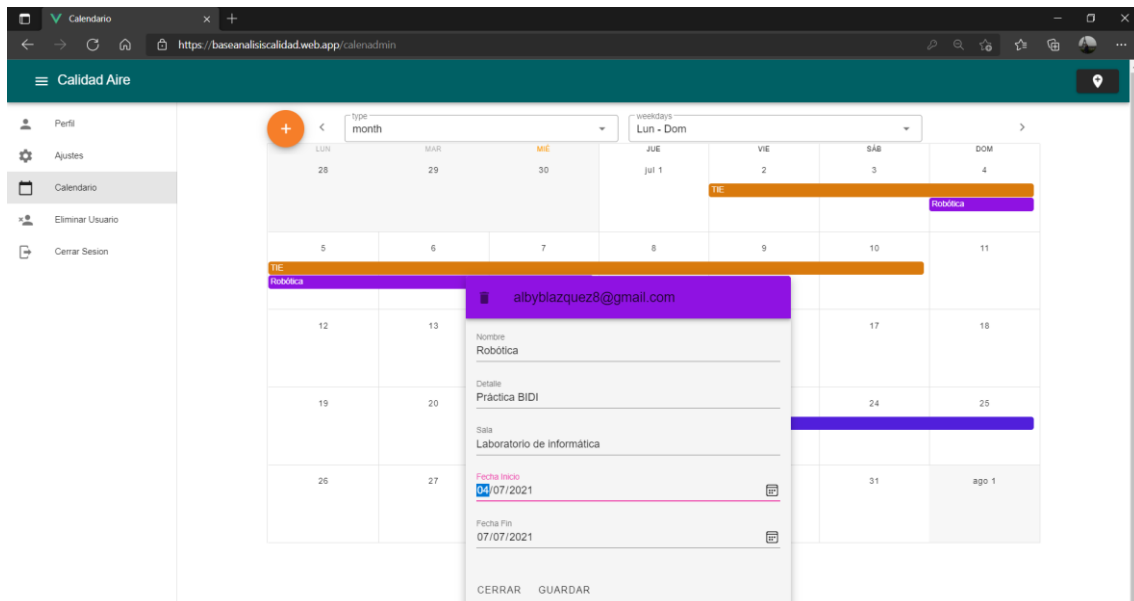 Calendario
https://baseanalisiscalidad.web.app/calenadmin
Calidad Aire
Perfil
Ajustes
Calendario
Eliminar Usuario
Cerrar Sesion
type
month
weekdays
Lun - Dom
LUN MAR MIÉ JUE VIE SÁB DOM
28 29 30 jul 1 2 3 4
TIE
Robótica
5 6 7 8 9 10 11
TIE
Robótica
12 13 17 18
19 20 24 25
26 27 31 ago 1
albyblazquez8@gmail.com
Nombre
Robótica
Detalle
Práctica BIDI
Sala
Laboratorio de informática
Fecha Inicio
04/07/2021
Fecha Fin
07/07/2021
CERRAR GUARDAR